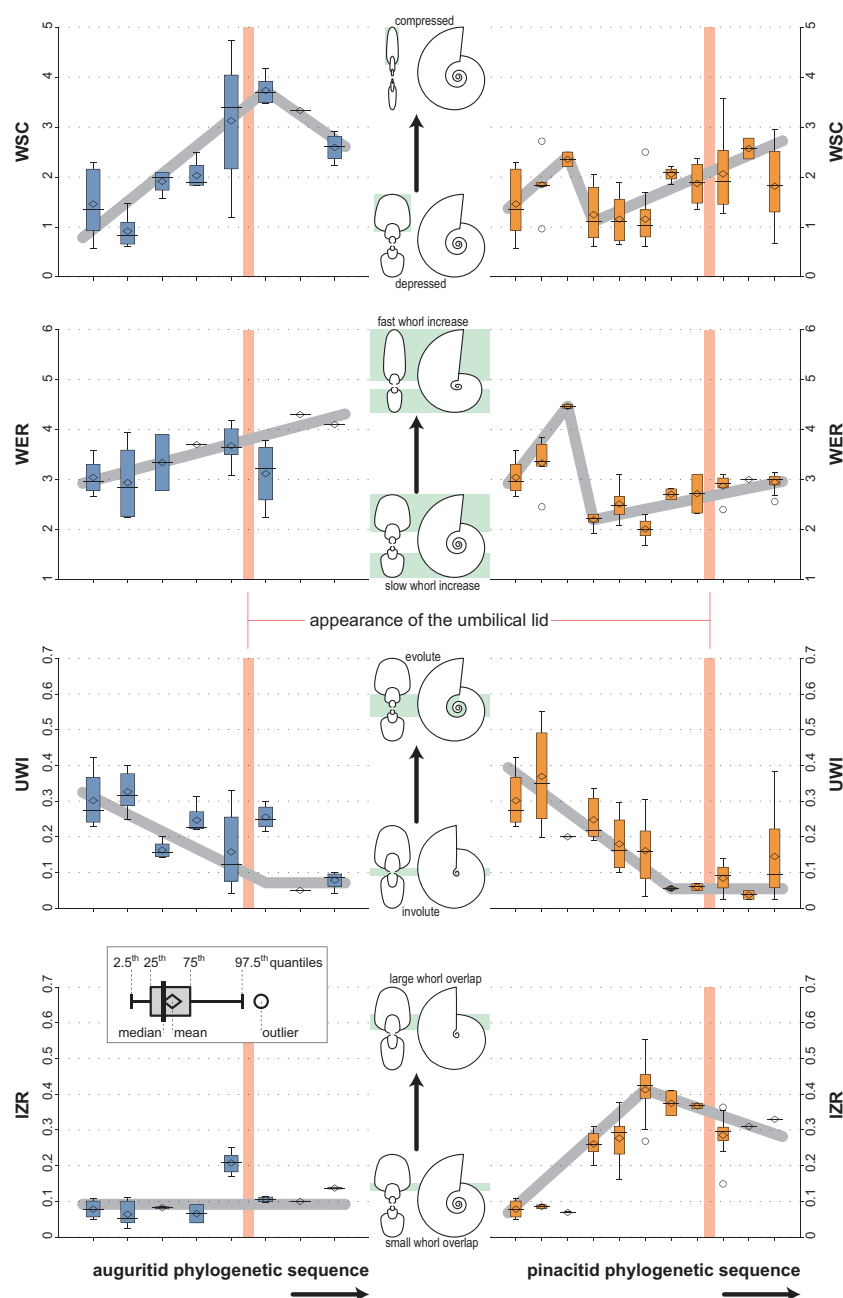 compressed
5
4
3
2
1
0
WSC
5
4
3
2
1
0
WSC
depressed
fast whorl increase
6
5
4
3
2
1
WER
6
5
4
3
2
1
WER
slow whorl increase
appearance of the umbilical lid
evolute
0.7
0.6
0.5
0.4
0.3
0.2
0.1
0
UWI
0.7
0.6
0.5
0.4
0.3
0.2
0.1
0
UWI
involute
2.5th 25th 75th 97.5th quantiles
median mean outlier
large whorl overlap
0.7
0.6
0.5
0.4
0.3
0.2
0.1
0
IZR
0.7
0.6
0.5
0.4
0.3
0.2
0.1
0
IZR
small whorl overlap
auguritid phylogenetic sequence
pinacitid phylogenetic sequence